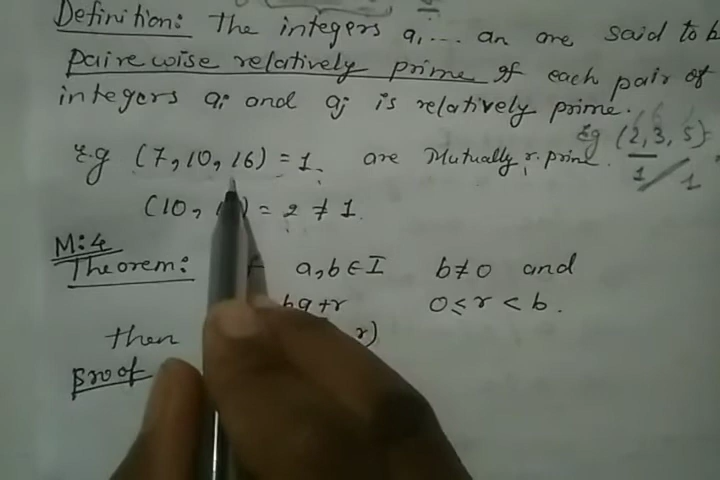 Definition: The integers a1 ... an are said to b
pairewise relatively prime if each pair of
integers ai and aj is relatively prime.
Eg (2, 3, 5)
E.g (7, 10, 16) = 1. are Mutually r. prime.
1 / 1
(10, 1 ) = 2 ≠ 1.
M:4
Theorem: a, b ∈ I b≠0 and
bq+r 0 ≤ r < b.
then r)
Proof